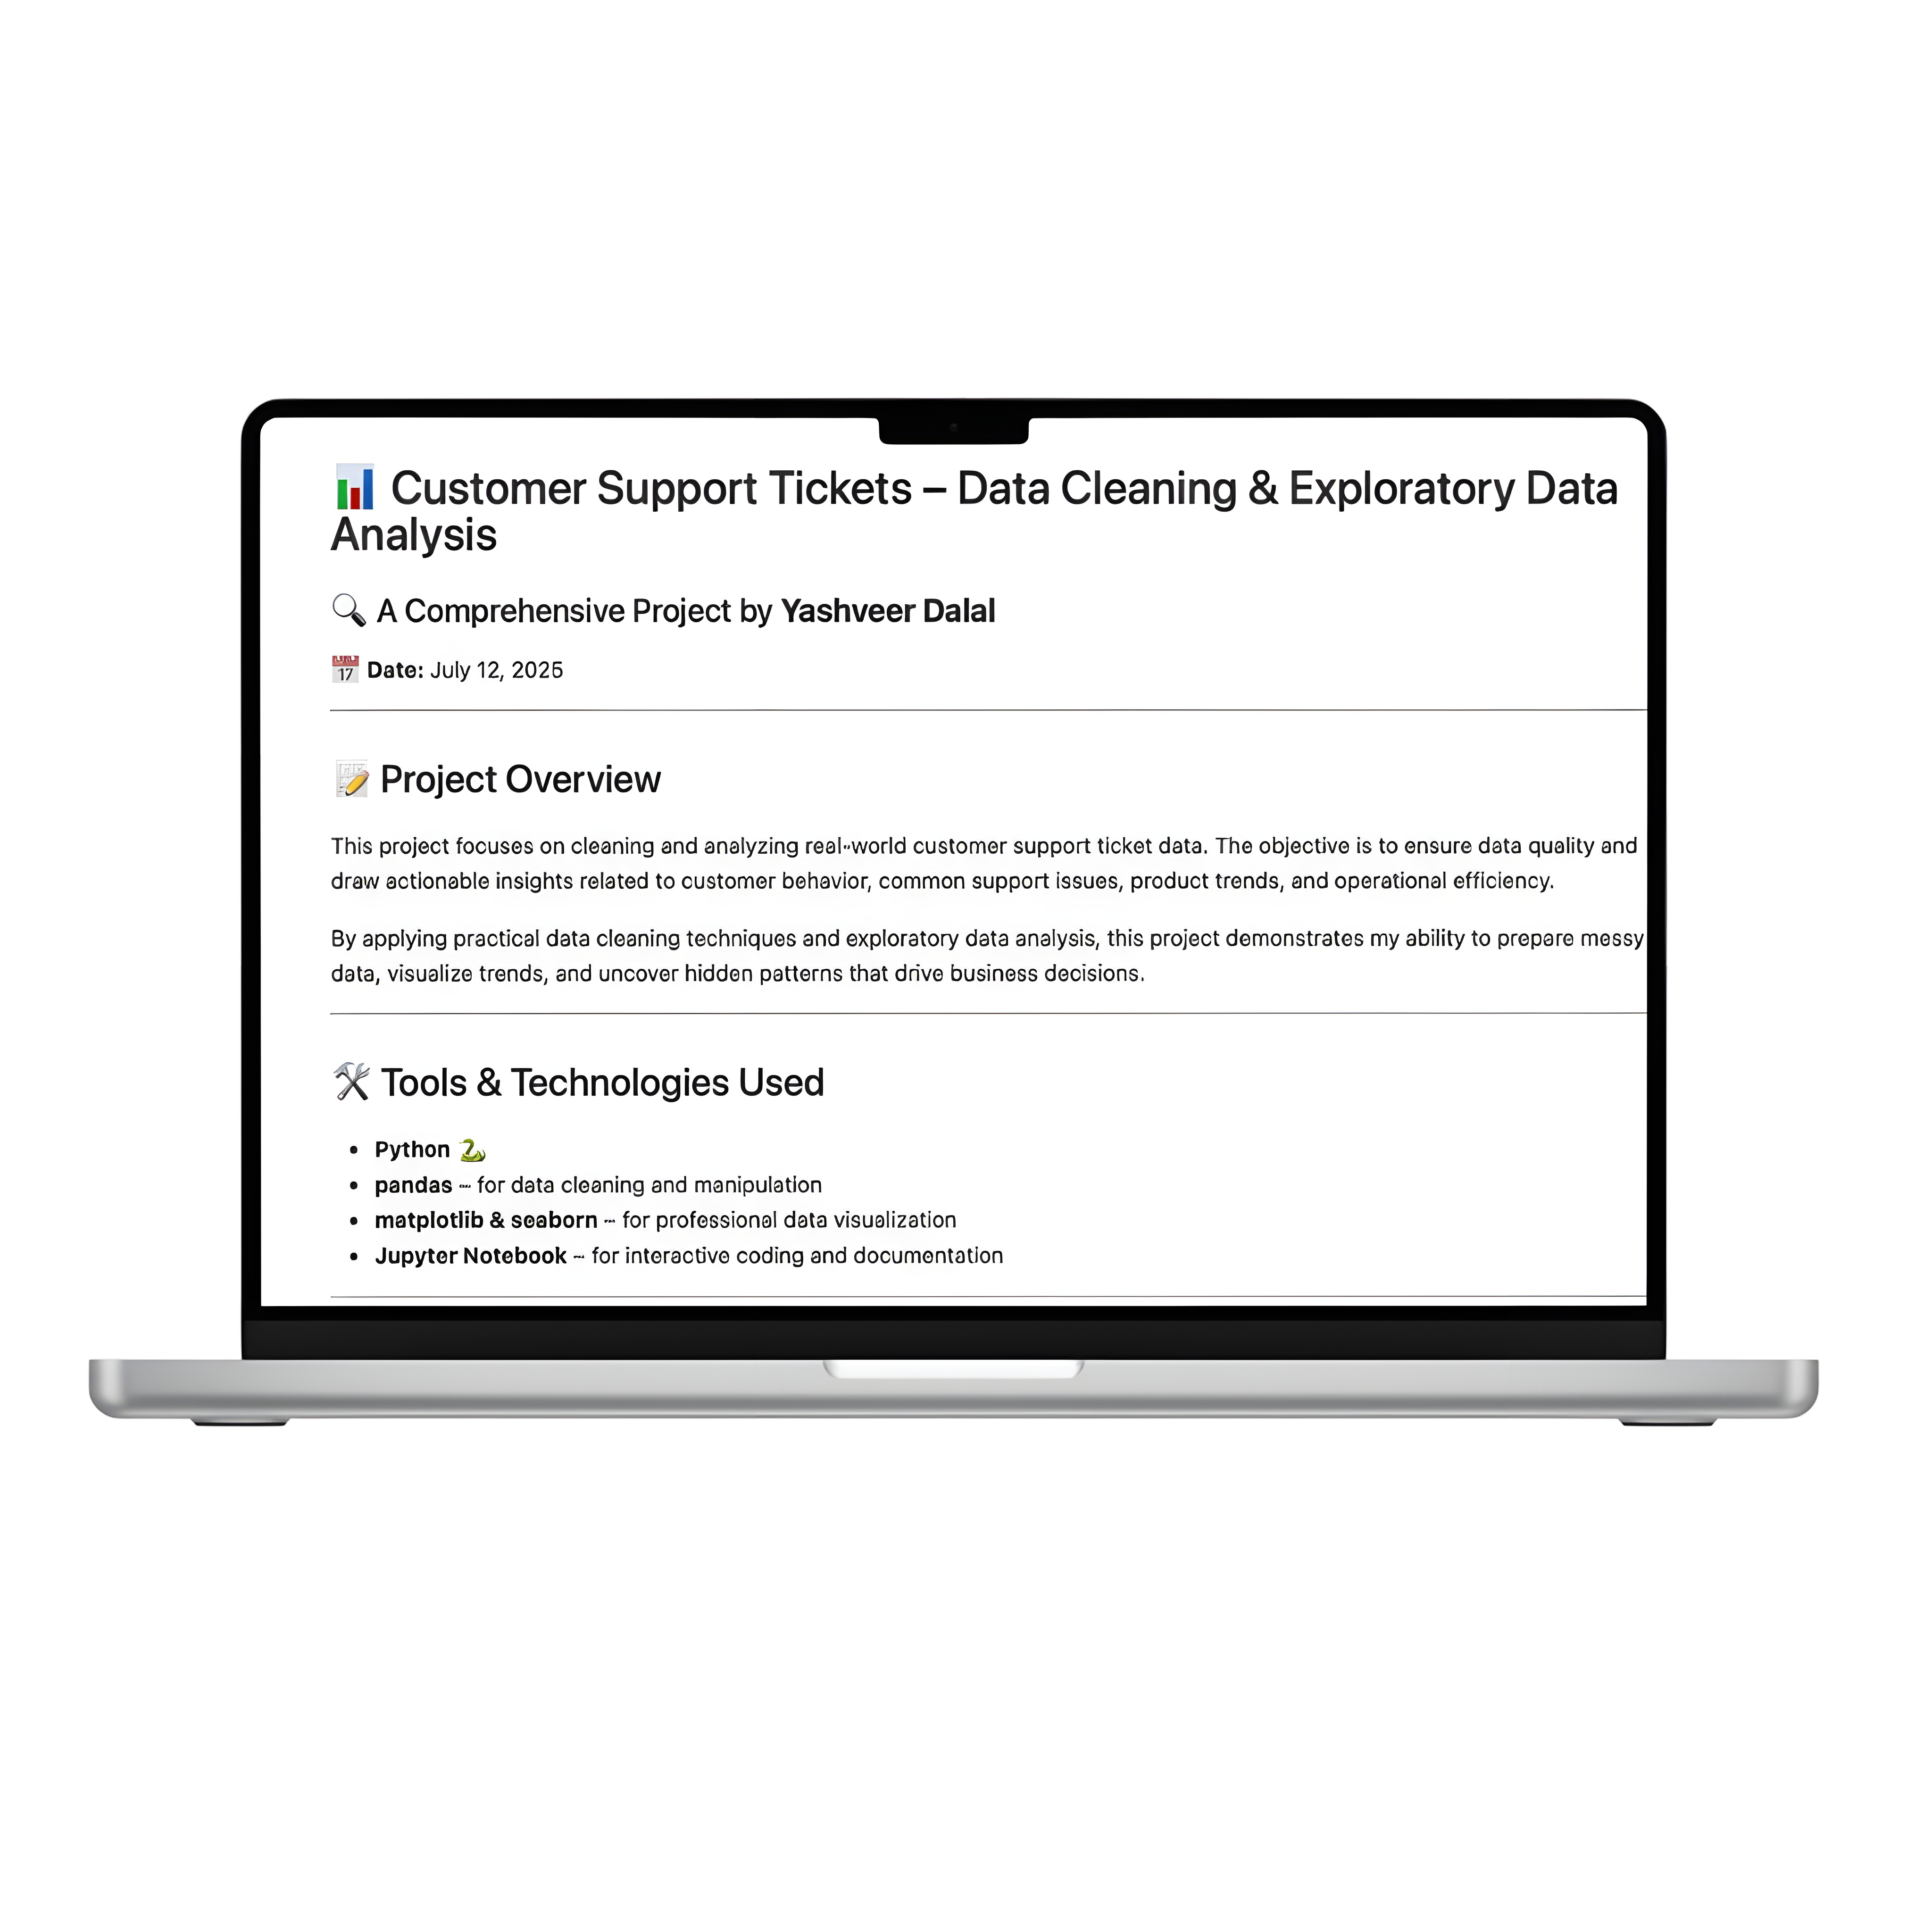 📊 Customer Support Tickets – Data Cleaning & Exploratory Data
Analysis
🔍 A Comprehensive Project by Yashveer Dalal
📅 Date: July 12, 2025
📝 Project Overview
This project focuses on cleaning and analyzing real-world customer support ticket data. The objective is to ensure data quality and
draw actionable insights related to customer behavior, common support issues, product trends, and operational efficiency.
By applying practical data cleaning techniques and exploratory data analysis, this project demonstrates my ability to prepare messy
data, visualize trends, and uncover hidden patterns that drive business decisions.
🛠️ Tools & Technologies Used
• Python 🐍
• pandas – for data cleaning and manipulation
• matplotlib & seaborn – for professional data visualization
• Jupyter Notebook – for interactive coding and documentation